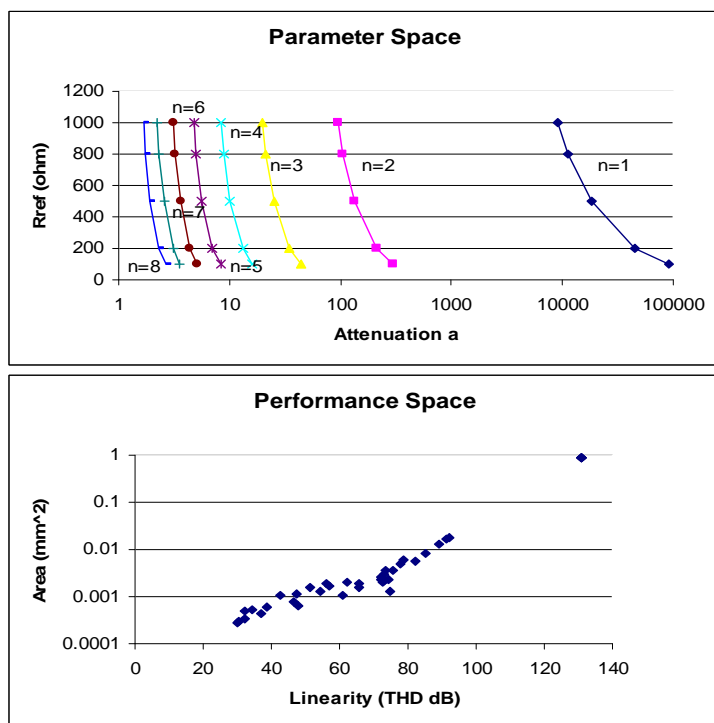 Parameter Space
Rref (ohm)
1200
1000
800
600
400
200
0
n=6
n=4
n=3
n=2
n=1
n=7
n=8
n=5
1
10
100
1000
10000
100000
Attenuation a
Performance Space
Area (mm^2)
1
0.1
0.01
0.001
0.0001
0
20
40
60
80
100
120
140
Linearity (THD dB)